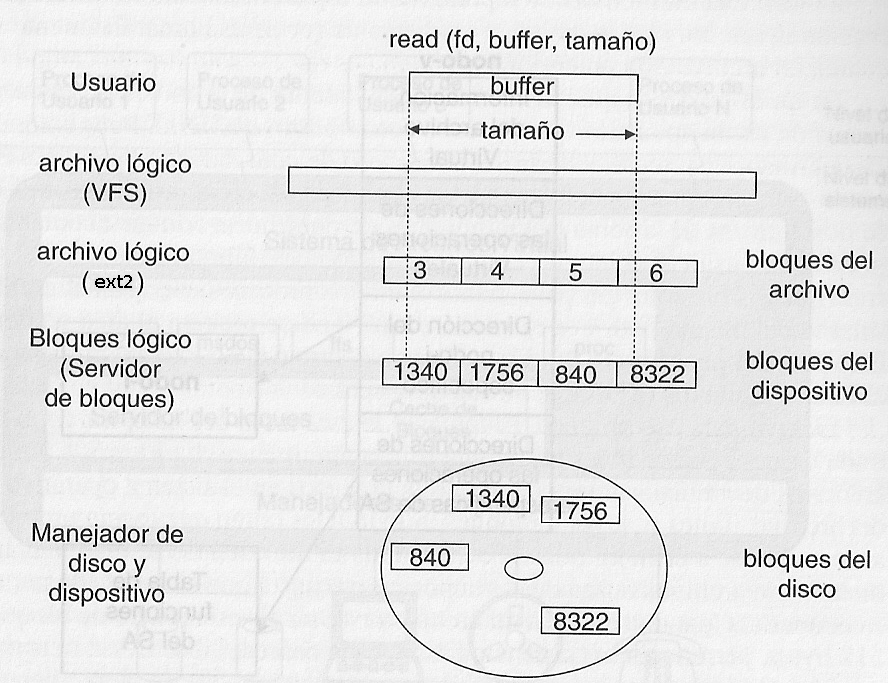 read (fd, buffer, tamaño)
Usuario
buffer
tamaño
archivo lógico
(VFS)
archivo lógico
( ext2 )
3 4 5 6
bloques del
archivo
Bloques lógico
(Servidor
de bloques)
1340 1756 840 8322
bloques del
dispositivo
1340
1756
840
8322
Manejador de
disco y
dispositivo
bloques del
disco